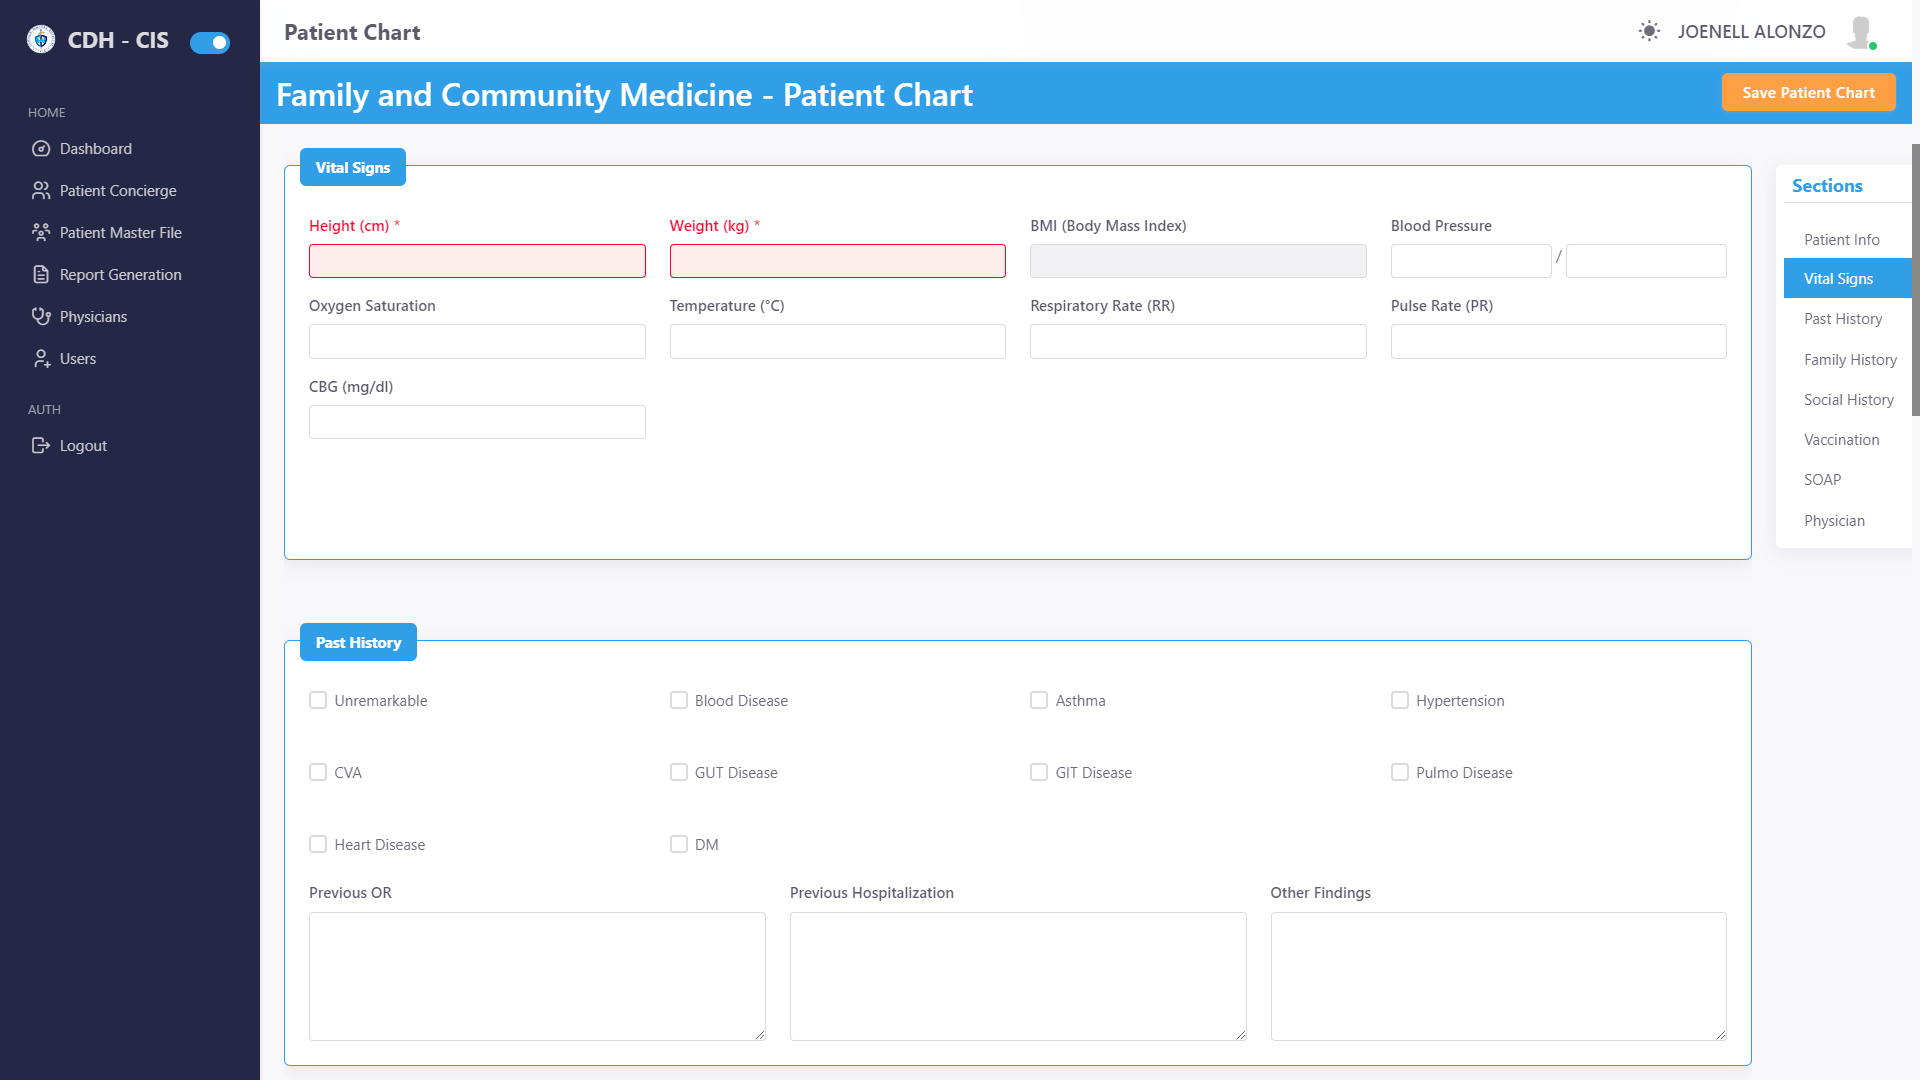 CDH - CIS
HOME
Dashboard
Patient Concierge
Patient Master File
Report Generation
Physicians
Users
AUTH
Logout
Patient Chart
JOENELL ALONZO
Family and Community Medicine - Patient Chart
Save Patient Chart
Vital Signs
Height (cm) *
Weight (kg) *
BMI (Body Mass Index)
Blood Pressure
/
Oxygen Saturation
Temperature (°C)
Respiratory Rate (RR)
Pulse Rate (PR)
CBG (mg/dl)
Past History
Unremarkable
Blood Disease
Asthma
Hypertension
CVA
GUT Disease
GIT Disease
Pulmo Disease
Heart Disease
DM
Previous OR
Previous Hospitalization
Other Findings
Sections
Patient Info
Vital Signs
Past History
Family History
Social History
Vaccination
SOAP
Physician